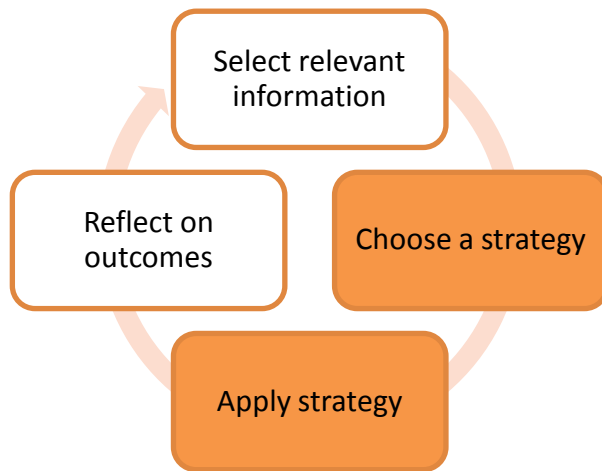 Select relevant
information
Choose a strategy
Apply strategy
Reflect on
outcomes